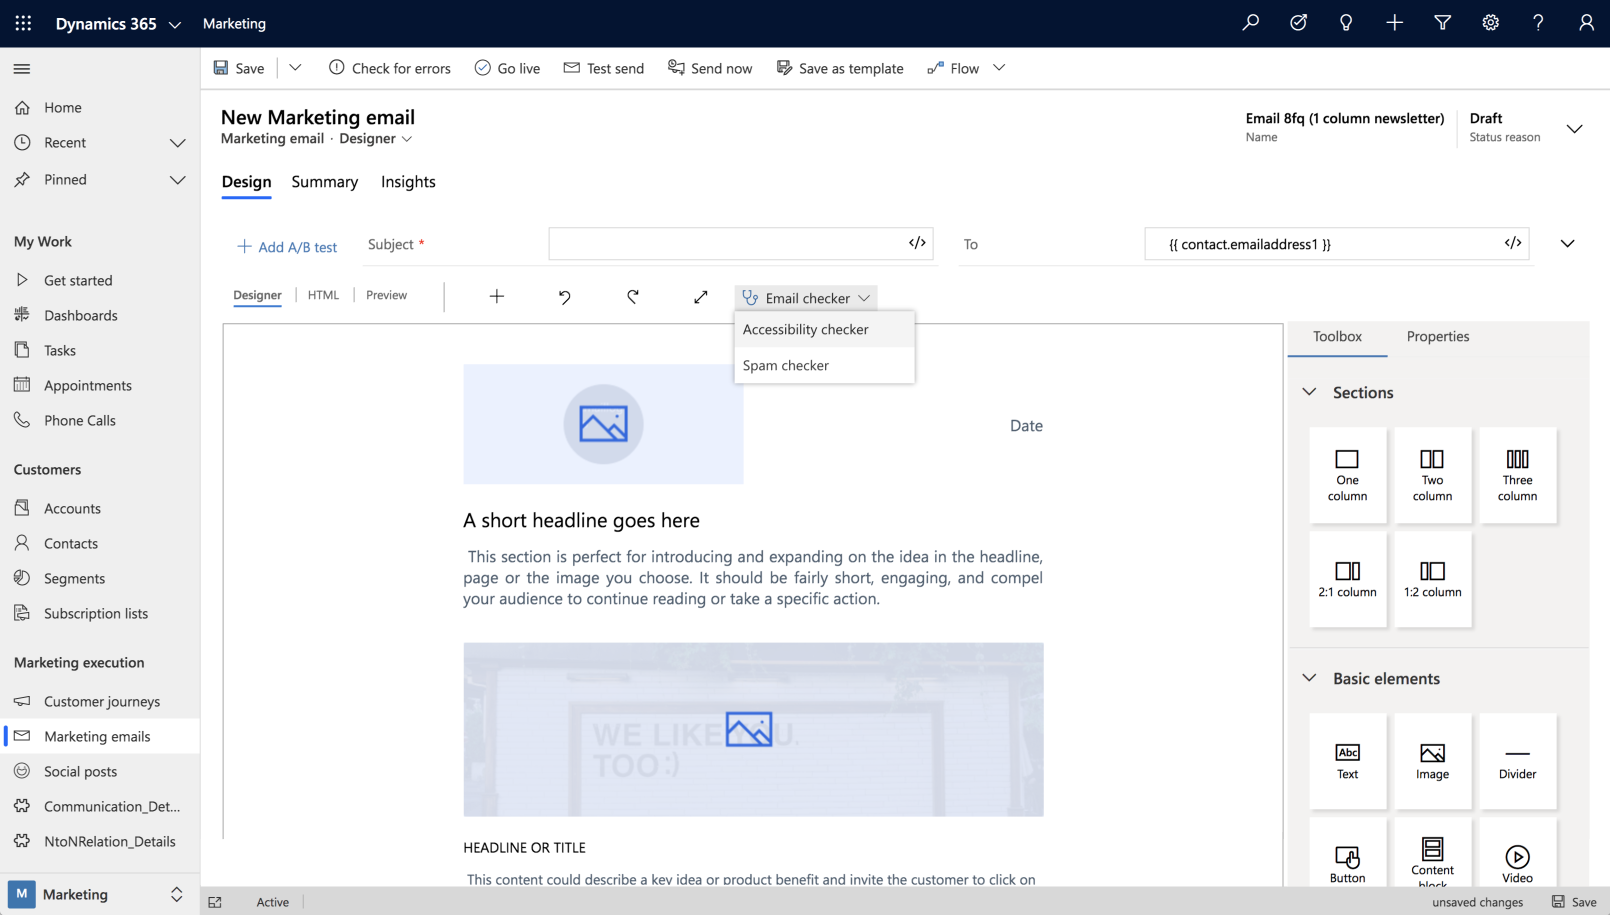 Dynamics 365
Marketing
Save
Check for errors
Go live
Test send
Send now
Save as template
Flow
Home
Recent
Pinned
My Work
Get started
Dashboards
Tasks
Appointments
Phone Calls
Customers
Accounts
Contacts
Segments
Subscription lists
Marketing execution
Customer journeys
Marketing emails
Social posts
Communication_Det...
NtoNRelation_Details
M Marketing
New Marketing email
Marketing email · Designer
Email 8fq (1 column newsletter)
Name
Draft
Status reason
Design
Summary
Insights
Add A/B test
Subject *
</>
To
{{ contact.emailaddress1 }}
</>
Designer
HTML
Preview
Email checker
Accessibility checker
Spam checker
Date
A short headline goes here
This section is perfect for introducing and expanding on the idea in the headline,
page or the image you choose. It should be fairly short, engaging, and compel
your audience to continue reading or take a specific action.
WE LIKE YOU.
TOO :)
HEADLINE OR TITLE
This content could describe a key idea or product benefit and invite the customer to click on
Toolbox
Properties
Sections
One
column
Two
column
Three
column
2:1 column
1:2 column
Basic elements
Abc
Text
Image
Divider
Button
Content
block
Video
Active
unsaved changes
Save